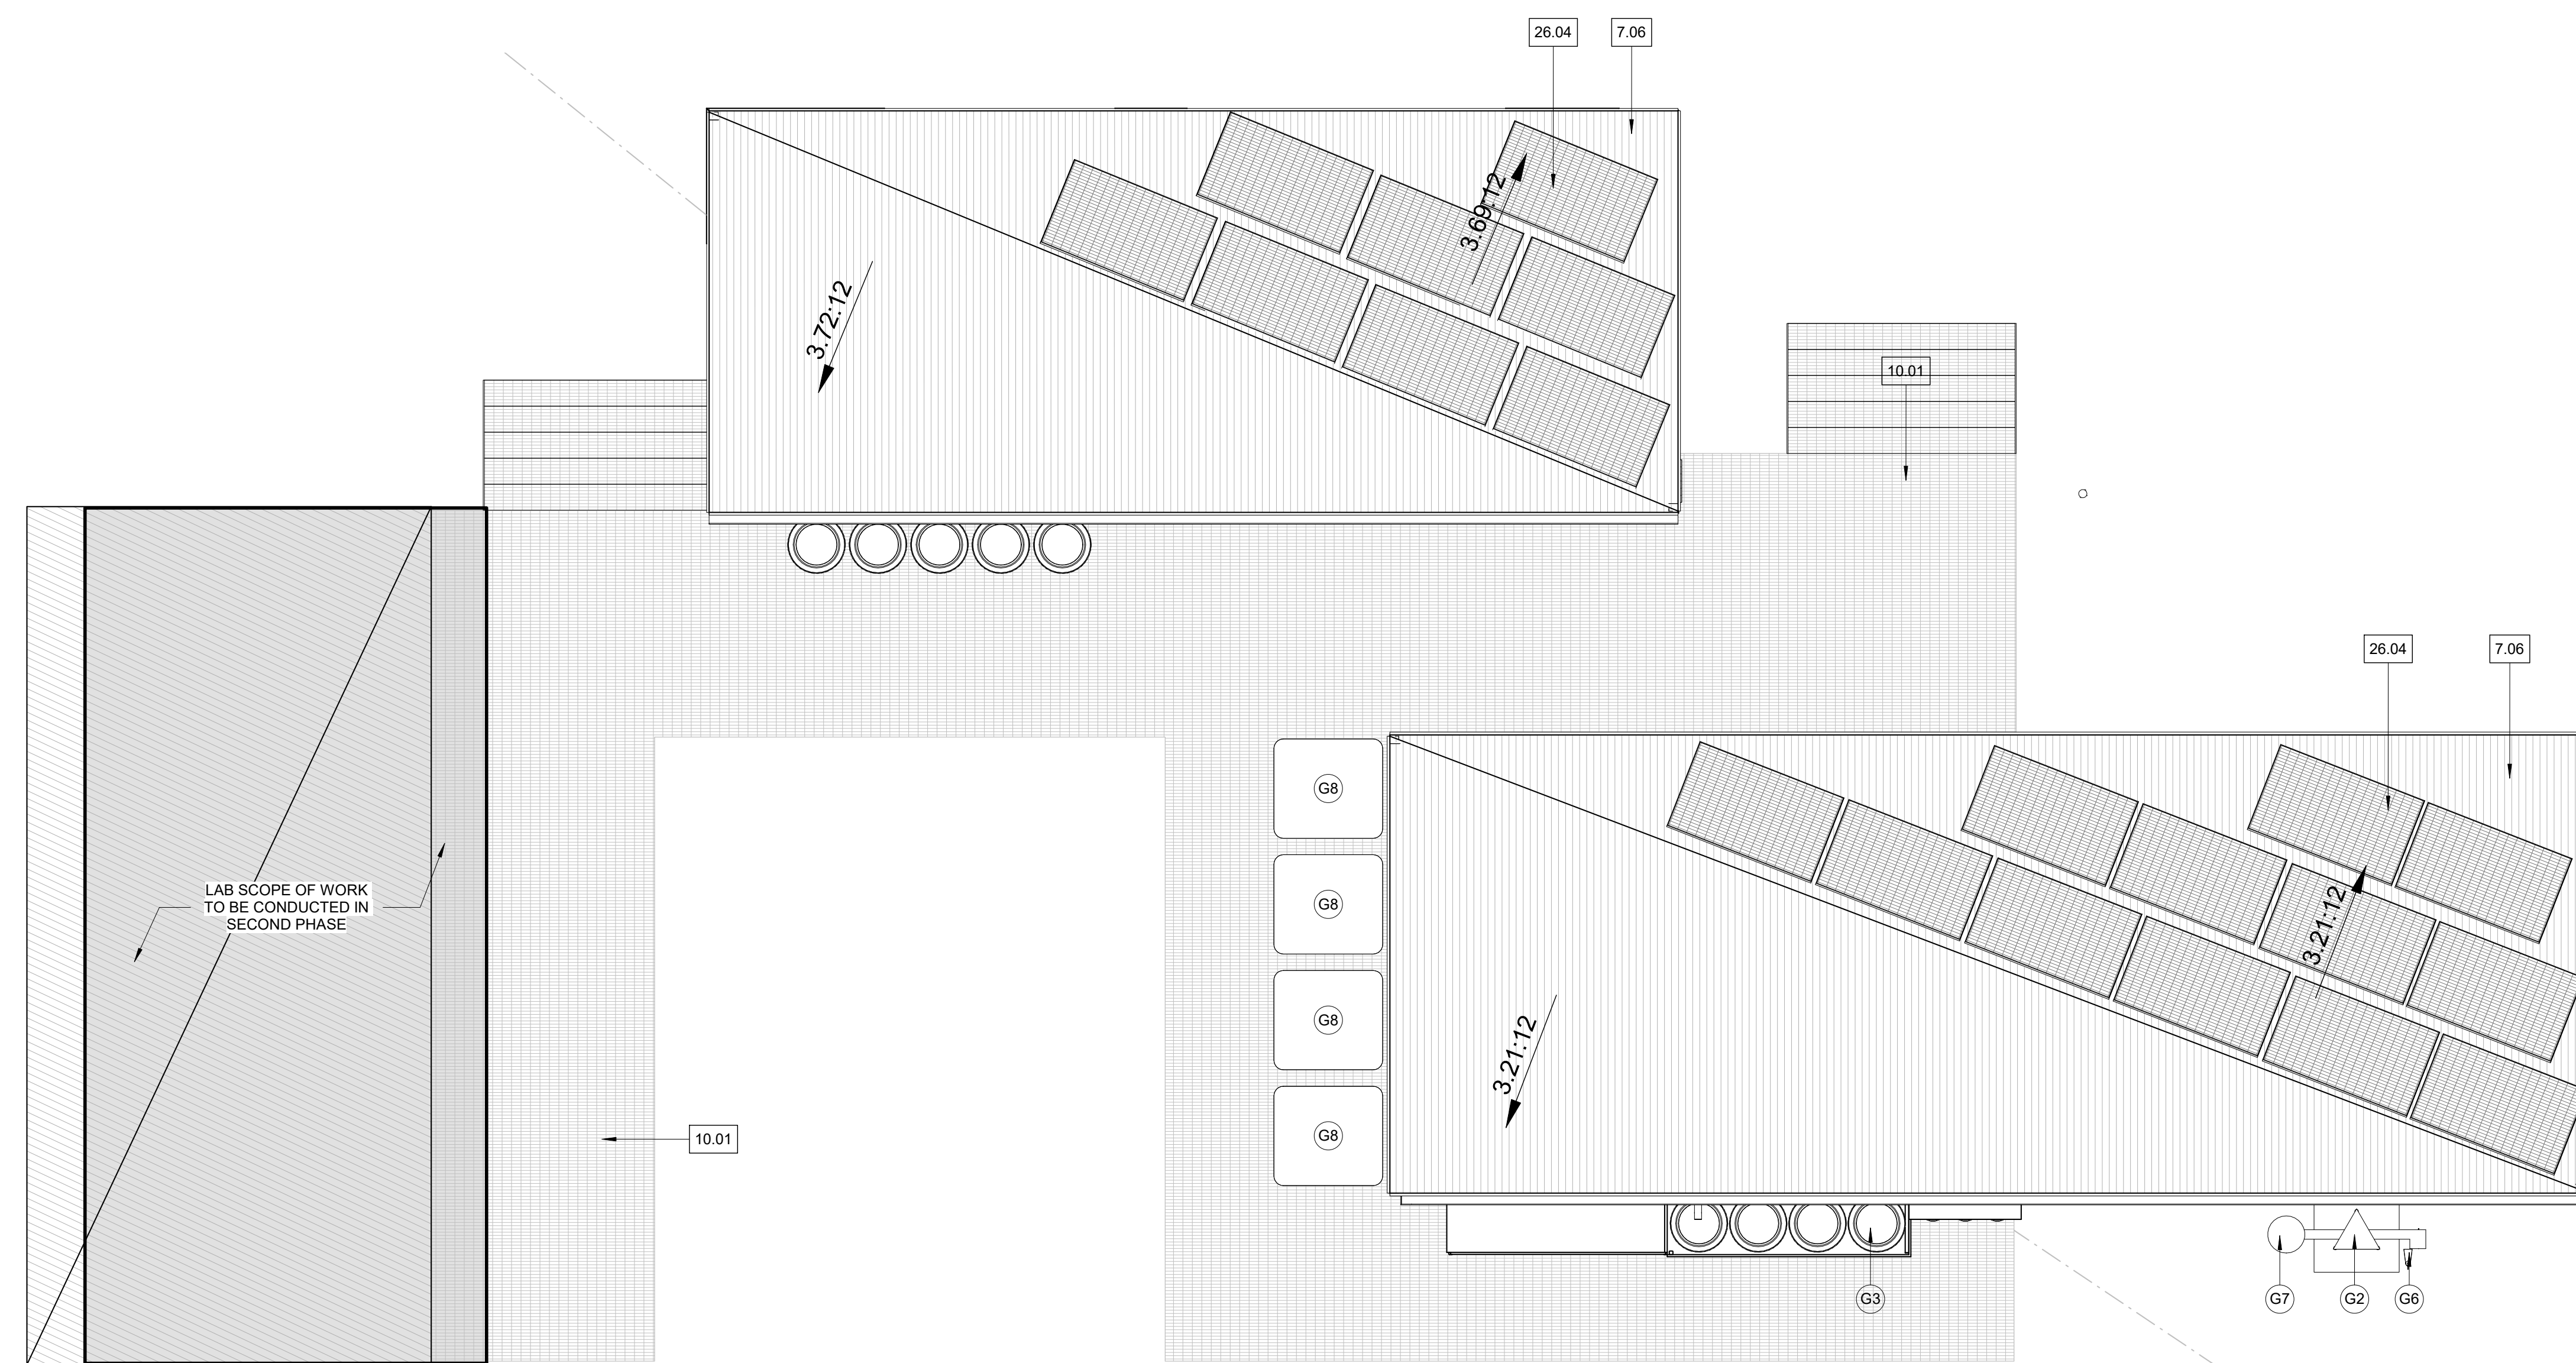 26.04
7.06
3.69:12
3.72:12
10.01
26.04
7.06
G8
LAB SCOPE OF WORK
TO BE CONDUCTED IN
SECOND PHASE
G8
3.21:12
G8
3.21:12
10.01
G8
G3
G7
G2
G6